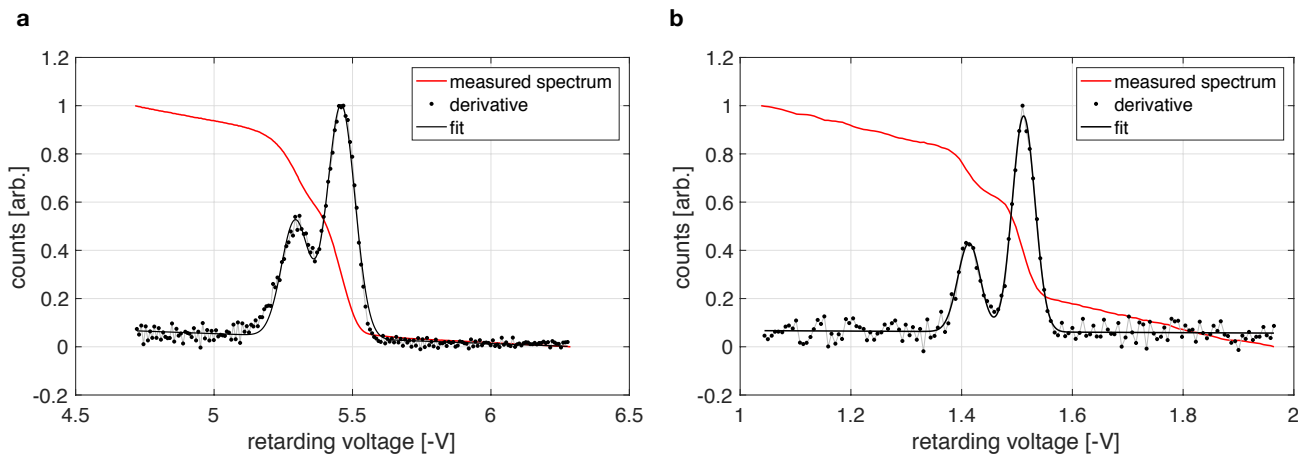 a
1.2
1
0.8
0.6
0.4
0.2
0
-0.2
counts [arb.]
4.5 5 5.5 6 6.5
retarding voltage [-V]
measured spectrum
derivative
fit
b
1.2
1
0.8
0.6
0.4
0.2
0
-0.2
counts [arb.]
1 1.2 1.4 1.6 1.8 2
retarding voltage [-V]
measured spectrum
derivative
fit